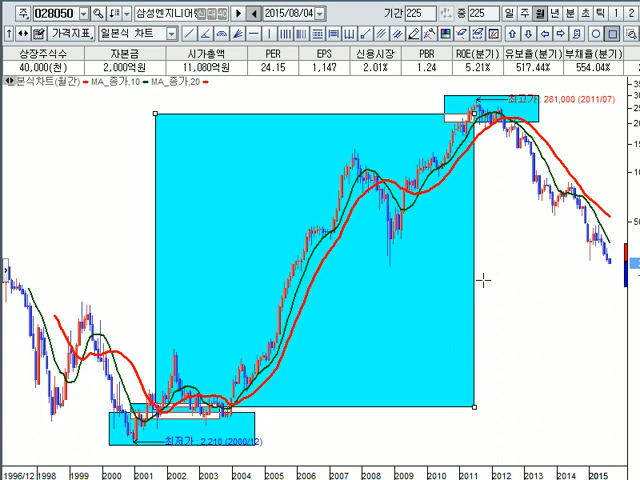 주, 028050 삼성엔지니어링 2015/08/04 기간 225 중 225 일 주 월 년 분 초 틱 1 2
가격지표, 일본식 차트
상장주식수 자본금 시가총액 PER EPS 신용시장 PBR ROE(분기) 유보율(분기) 부채율(분기)
40,000(천) 2,000억원 11,080억원 24.15 1,147 2.01% 1.24 5.21% 517.44% 554.04%
본식차트(월간) MA_종가,10 MA_종가,20
최고가: 281,000 (2011/07)
최저가: 2,210 (2000/12)
1996/12 1998 1999 2000 2001 2002 2003 2004 2005 2006 2007 2008 2009 2010 2011 2012 2013 2014 2015